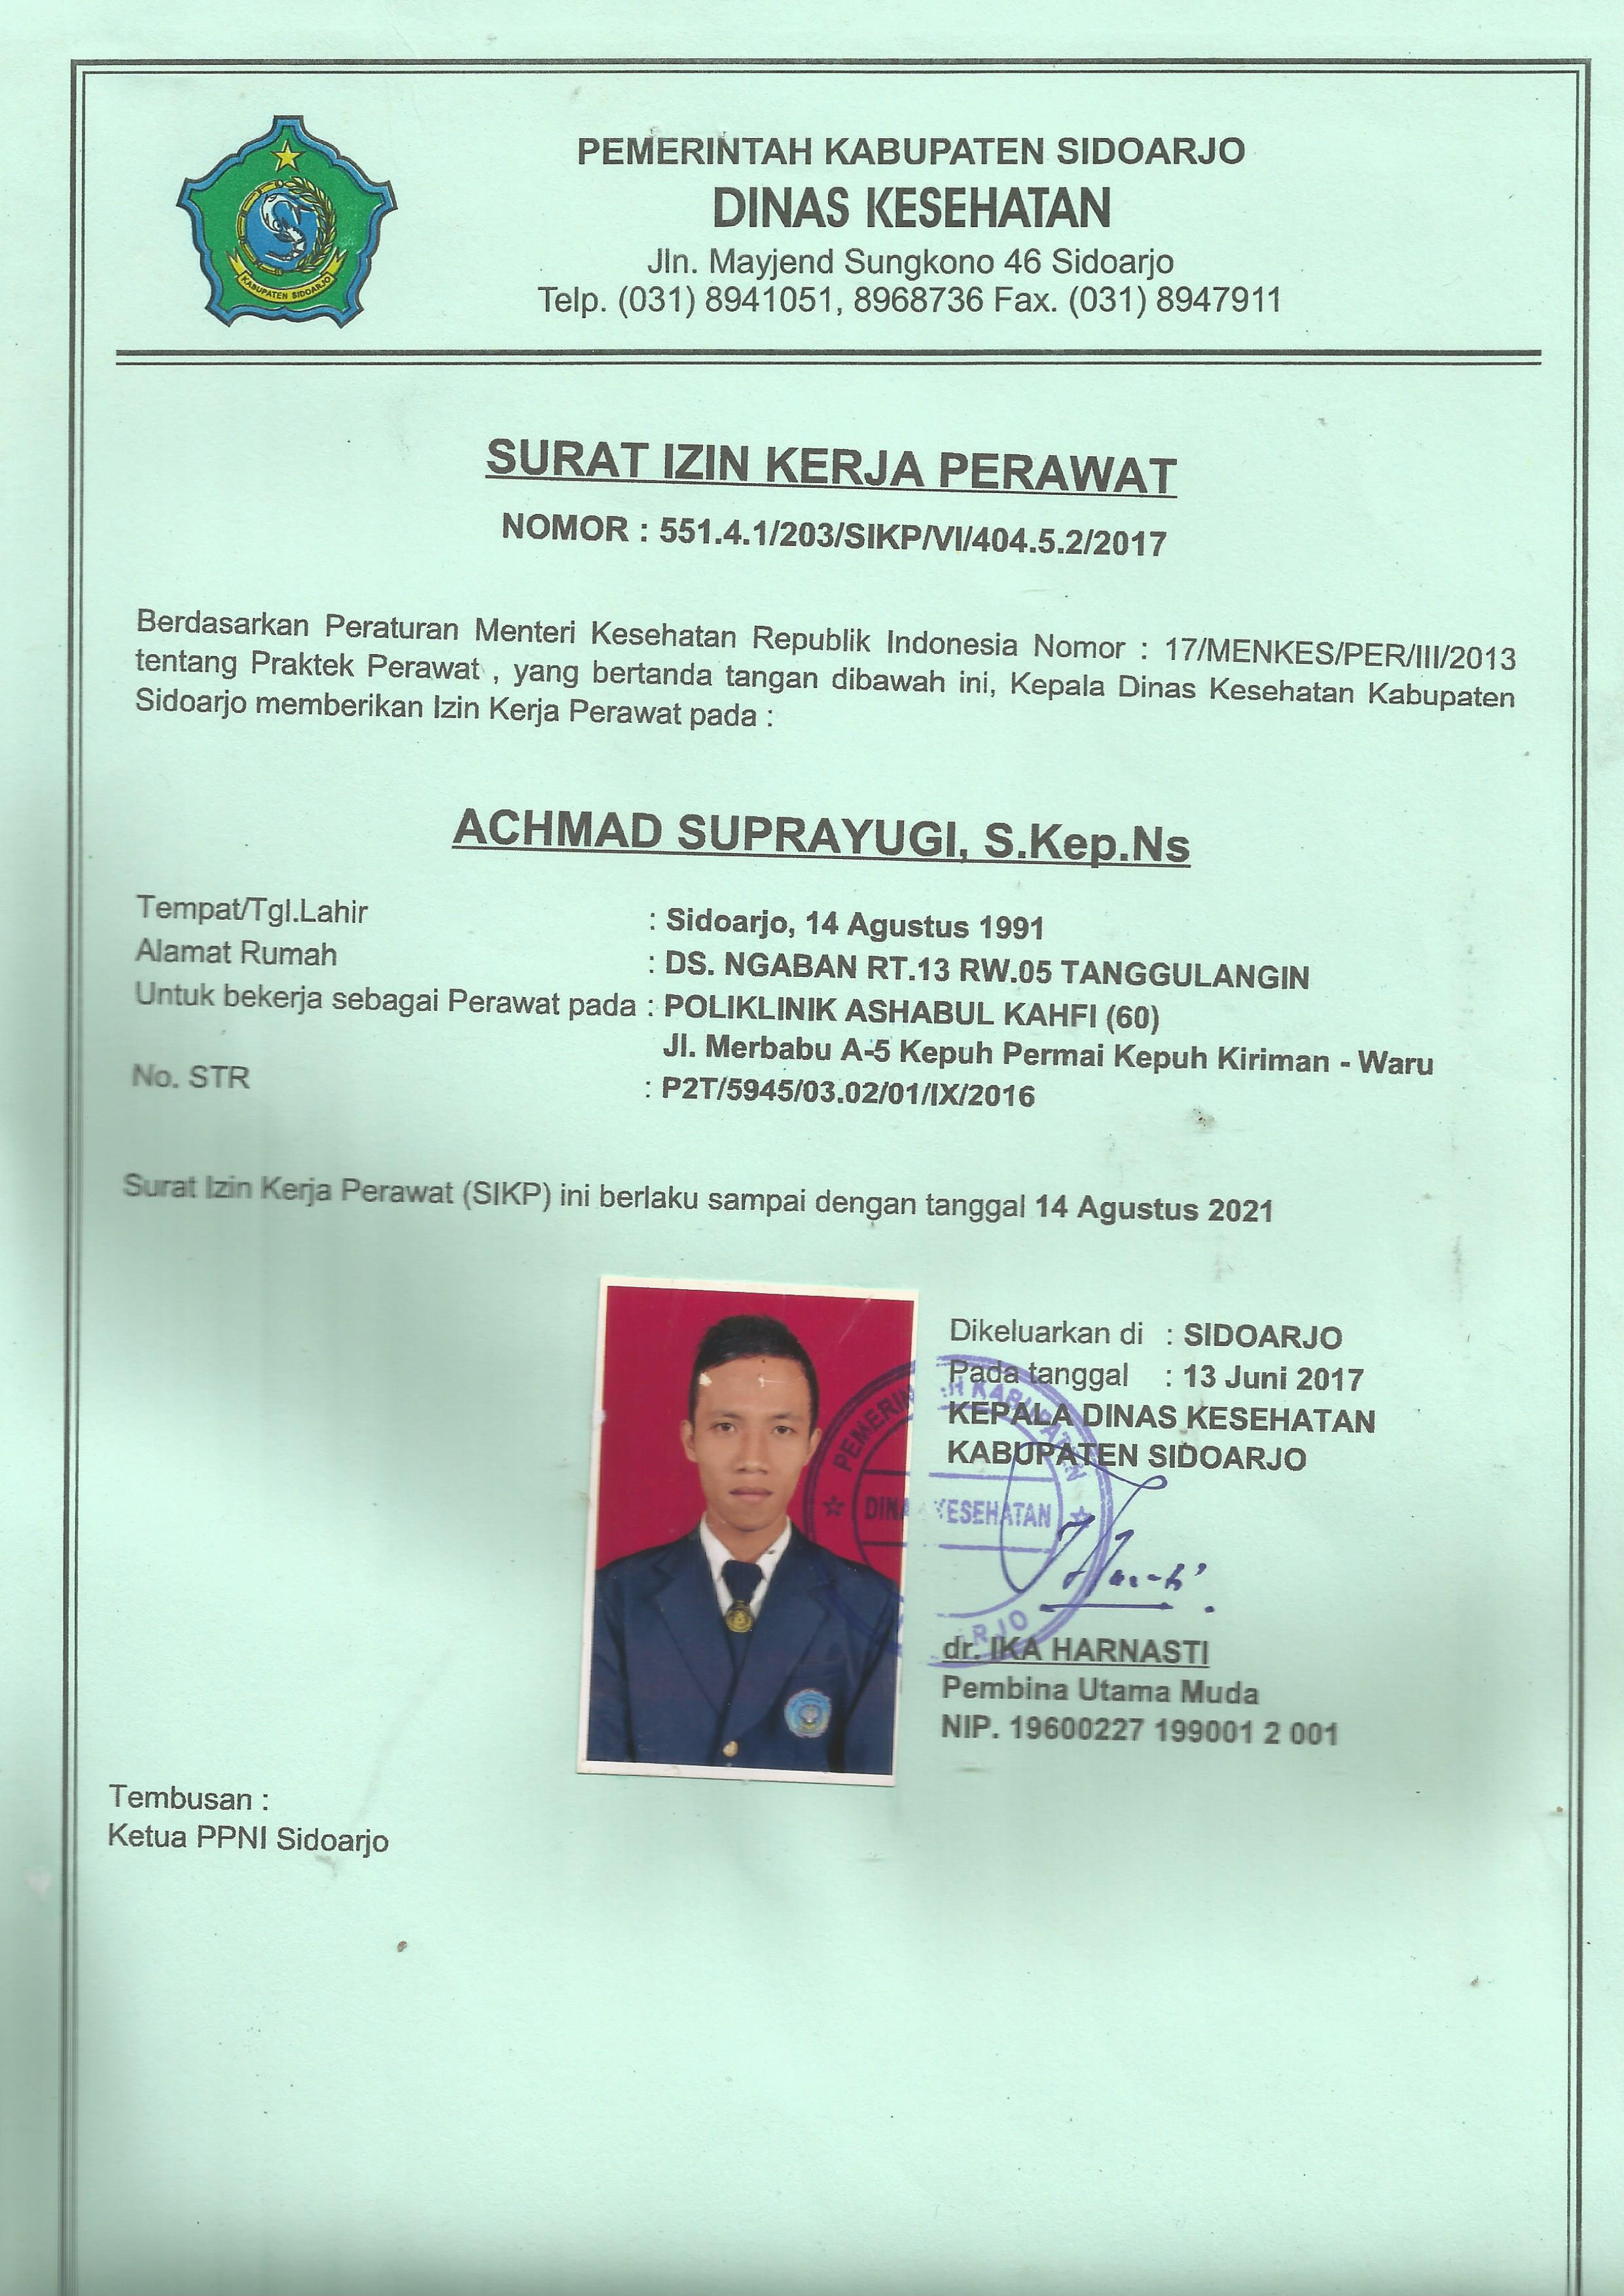 PEMERINTAH KABUPATEN SIDOARJO
DINAS KESEHATAN
Jln. Mayjend Sungkono 46 Sidoarjo
Telp. (031) 8941051, 8968736 Fax. (031) 8947911
KABUPATEN SIDOARJO
SURAT IZIN KERJA PERAWAT
NOMOR : 551.4.1/203/SIKP/VI/404.5.2/2017
Berdasarkan Peraturan Menteri Kesehatan Republik Indonesia Nomor : 17/MENKES/PER/III/2013
tentang Praktek Perawat , yang bertanda tangan dibawah ini, Kepala Dinas Kesehatan Kabupaten
Sidoarjo memberikan Izin Kerja Perawat pada :
ACHMAD SUPRAYUGI, S.Kep.Ns
Tempat/Tgl.Lahir : Sidoarjo, 14 Agustus 1991
Alamat Rumah : DS. NGABAN RT.13 RW.05 TANGGULANGIN
Untuk bekerja sebagai Perawat pada : POLIKLINIK ASHABUL KAHFI (60)
Jl. Merbabu A-5 Kepuh Permai Kepuh Kiriman - Waru
No. STR : P2T/5945/03.02/01/IX/2016
Surat Izin Kerja Perawat (SIKP) ini berlaku sampai dengan tanggal 14 Agustus 2021
Dikeluarkan di : SIDOARJO
Pada tanggal : 13 Juni 2017
KEPALA DINAS KESEHATAN
KABUPATEN SIDOARJO
KABUPATEN
KESEHATAN
dr. IKA HARNASTI
Pembina Utama Muda
NIP. 19600227 199001 2 001
Tembusan :
Ketua PPNI Sidoarjo